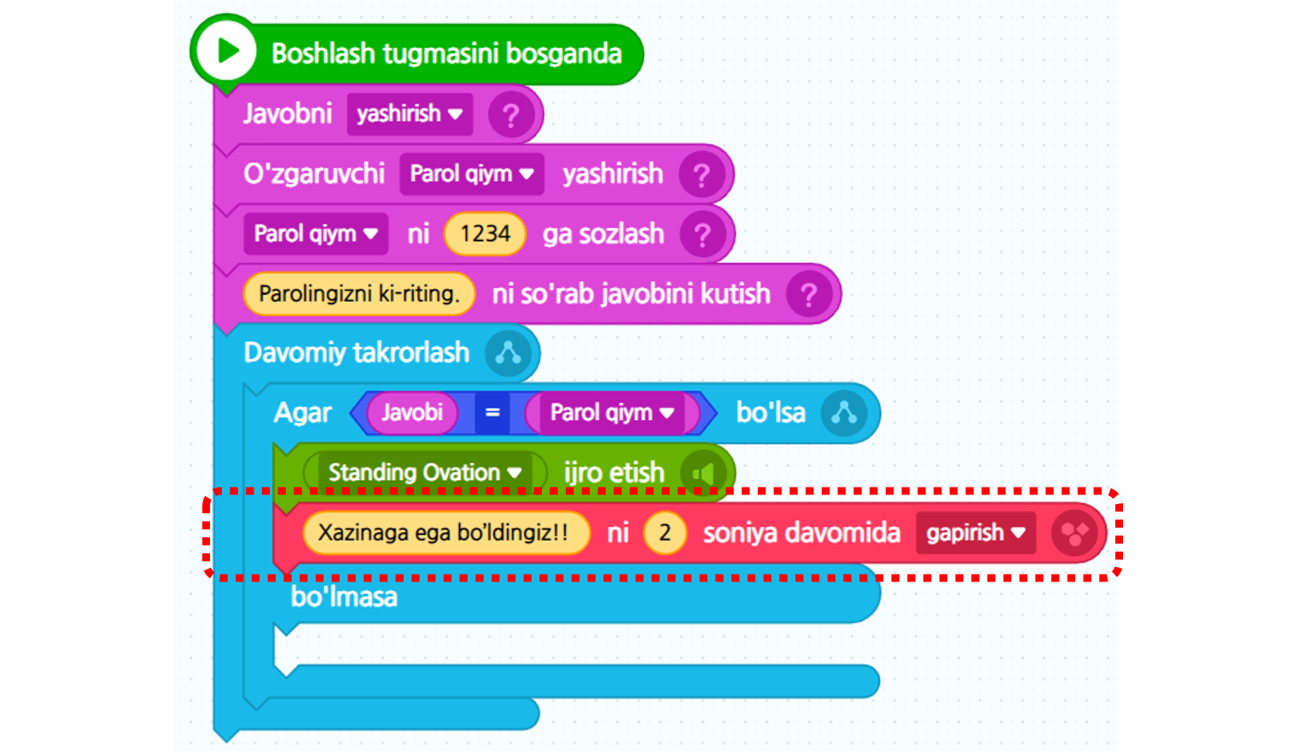 Boshlash tugmasini bosganda
Javobni yashirish ?
O'zgaruvchi Parol qiym yashirish ?
Parol qiym ni 1234 ga sozlash ?
Parolingizni ki-riting. ni so'rab javobini kutish ?
Davomiy takrorlash
Agar Javobi = Parol qiym bo'lsa
Standing Ovation ijro etish
Xazinaga ega bo’ldingiz!! ni 2 soniya davomida gapirish
bo'lmasa